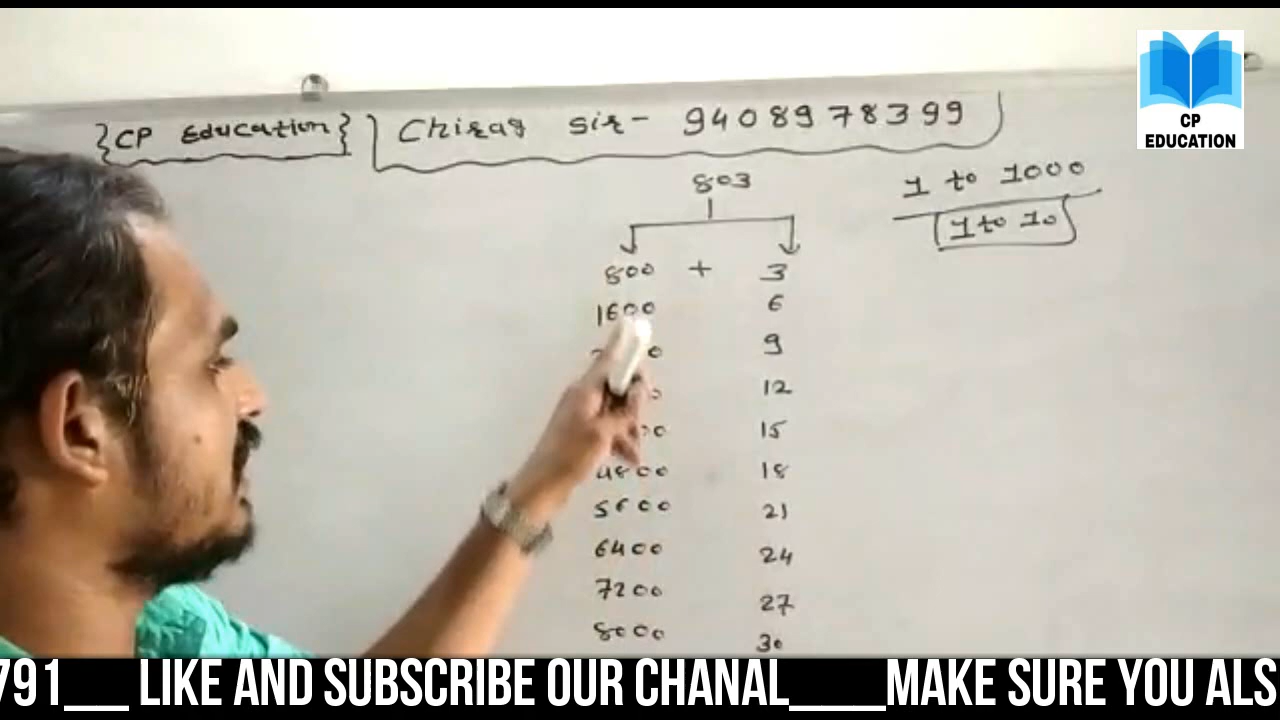 {CP Education} Chirag Sir- 9408978399
CP
EDUCATION
803
1 to 1000
1 to 10
800 + 3
1600 6
9
12
15
4800 18
5600 21
6400 24
7200 27
8000 30
791__ LIKE AND SUBSCRIBE OUR CHANAL___MAKE SURE YOU ALS